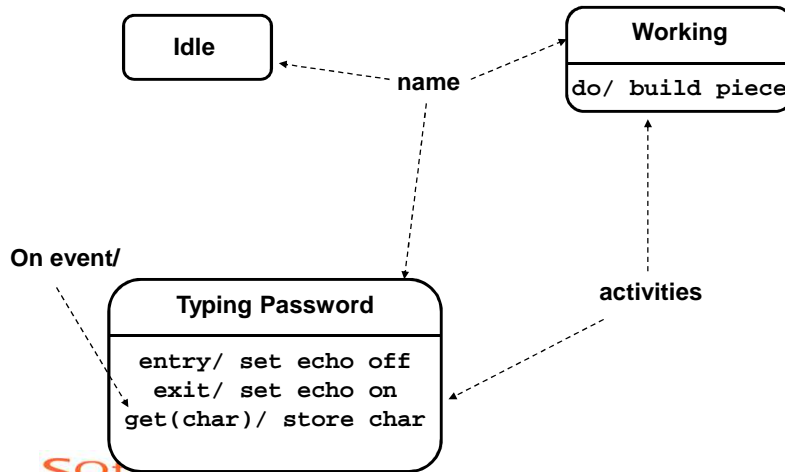 Idle
Working
do/ build piece
name
On event/
activities
Typing Password
entry/ set echo off
exit/ set echo on
get(char)/ store char